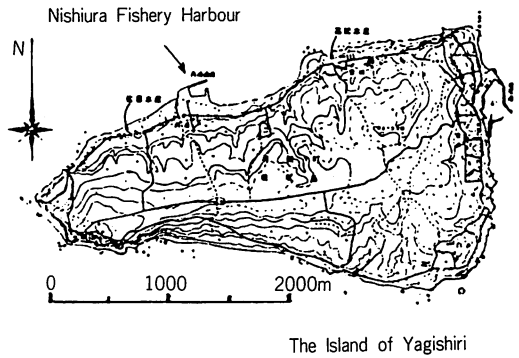 Nishiura Fishery Harbour
N
0 1000 2000m
The Island of Yagishiri